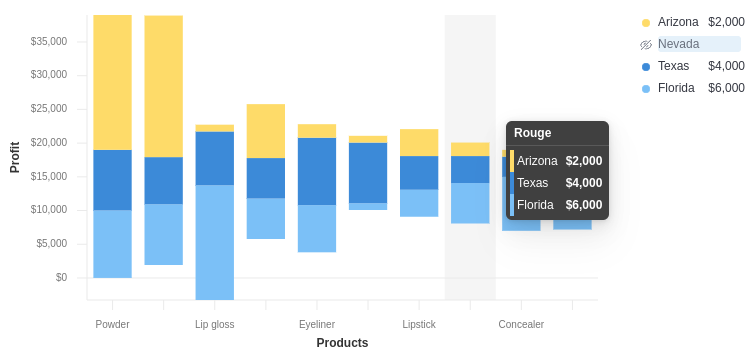 Arizona $2,000
Nevada
Texas $4,000
Florida $6,000
$35,000
$30,000
$25,000
$20,000
$15,000
$10,000
$5,000
$0
Profit
Rouge
Arizona $2,000
Texas $4,000
Florida $6,000
Powder Lip gloss Eyeliner Lipstick Concealer
Products